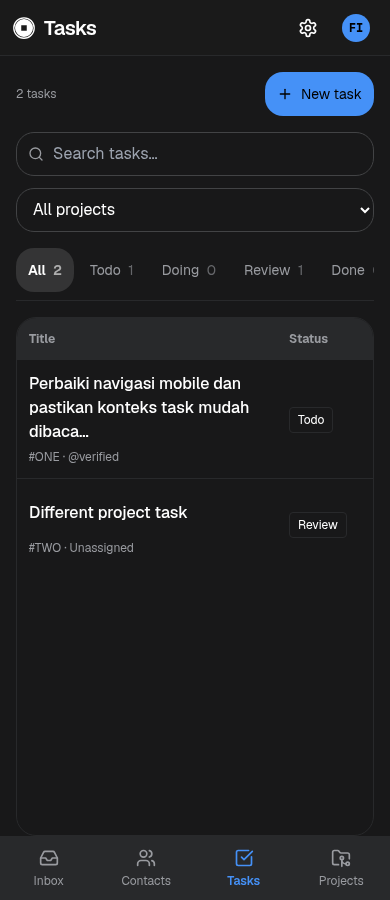 Tasks
FI
2 tasks
New task
Search tasks...
All projects
All 2 Todo 1 Doing 0 Review 1 Done
Title Status
Perbaiki navigasi mobile dan
pastikan konteks task mudah
dibaca...
Todo
#ONE · @verified
Different project task
Review
#TWO · Unassigned
Inbox Contacts Tasks Projects